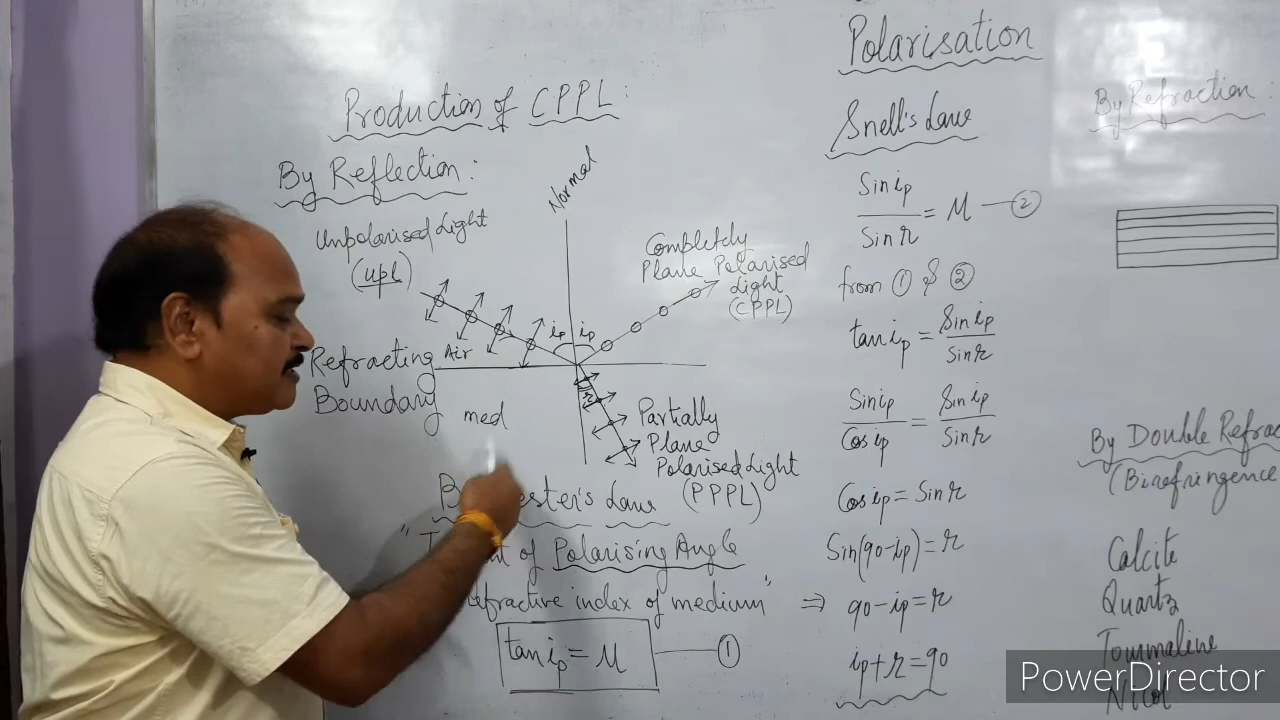 Polarisation
Production of CPPL:
By Reflection:
Unpolarised Light
(upl)
Normal
Completely
Plane Polarised
Light
(CPPL)
ip ip
Refracting
Boundary
Air
med
r
Partially
Plane
Polarised Light
(PPPL)
Law
of Polarising Angle
refractive index of medium"
tan ip = μ — ①
Snell's Law
Sin ip / Sin r = μ — ②
from ① & ②
tan ip = Sin ip / Sin r
Sin ip / Cos ip = Sin ip / Sin r
Cos ip = Sin r
Sin(90-ip) = r
⇒ 90-ip = r
ip + r = 90
By Refraction:
By Double Refrac
(Birefringence
Calcite
Quartz
Tourmaline
Nicol
PowerDirector